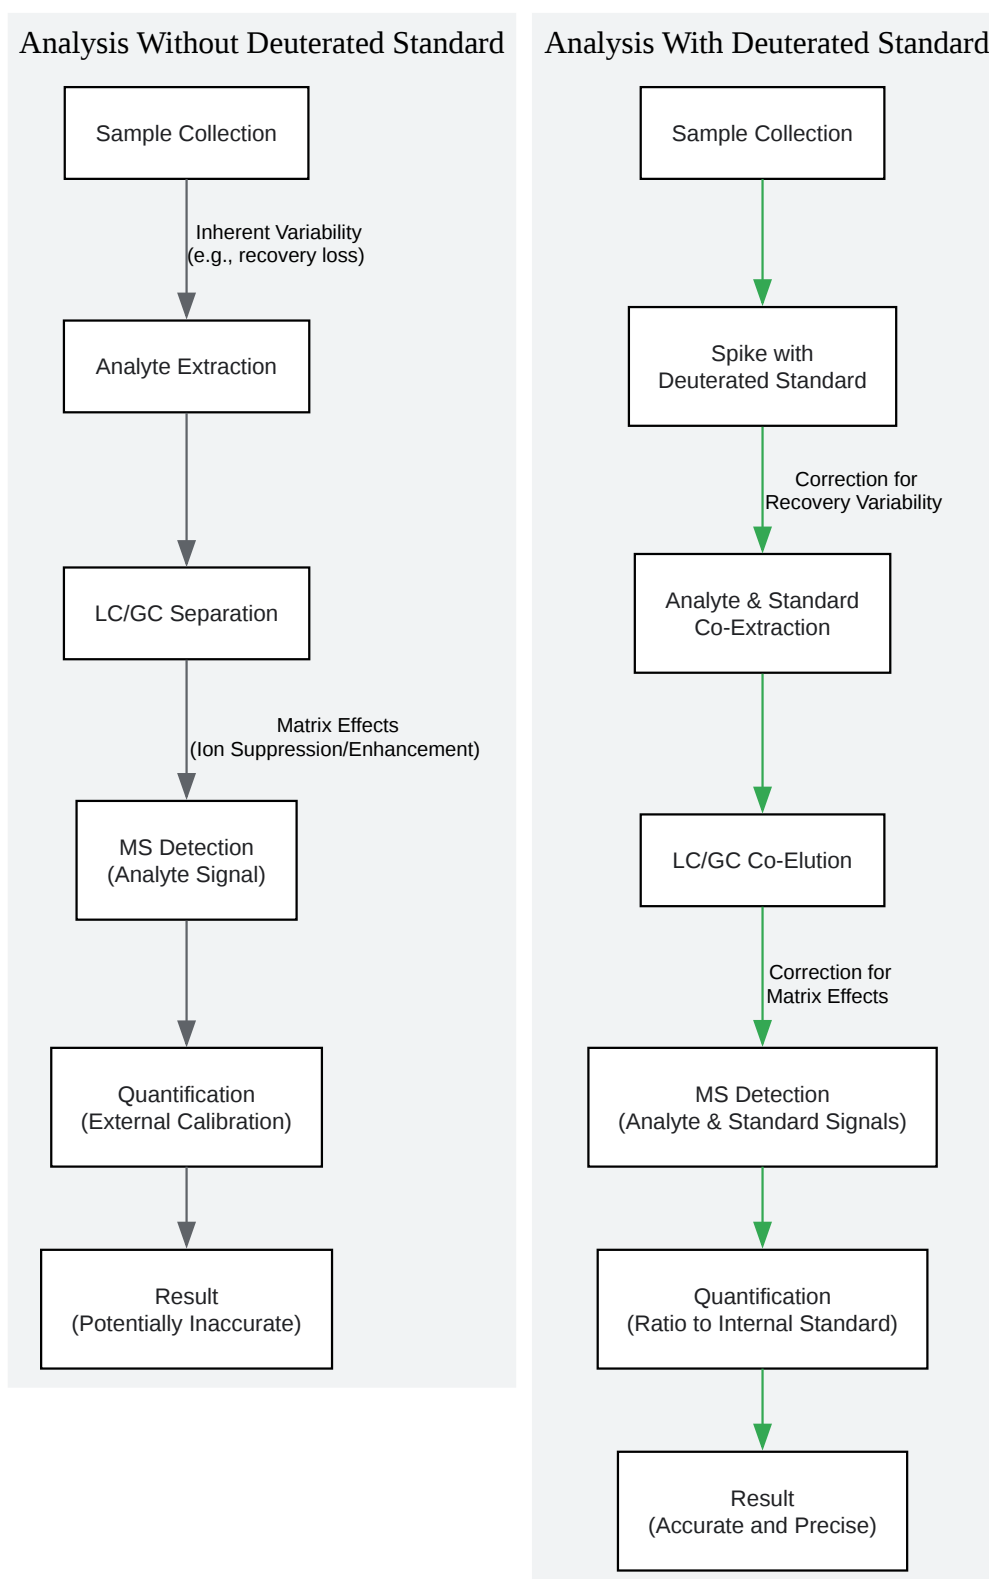 Analysis Without Deuterated Standard
Sample Collection
Inherent Variability
(e.g., recovery loss)
Analyte Extraction
LC/GC Separation
Matrix Effects
(Ion Suppression/Enhancement)
MS Detection
(Analyte Signal)
Quantification
(External Calibration)
Result
(Potentially Inaccurate)
Analysis With Deuterated Standard
Sample Collection
Spike with
Deuterated Standard
Correction for
Recovery Variability
Analyte & Standard
Co-Extraction
LC/GC Co-Elution
Correction for
Matrix Effects
MS Detection
(Analyte & Standard Signals)
Quantification
(Ratio to Internal Standard)
Result
(Accurate and Precise)